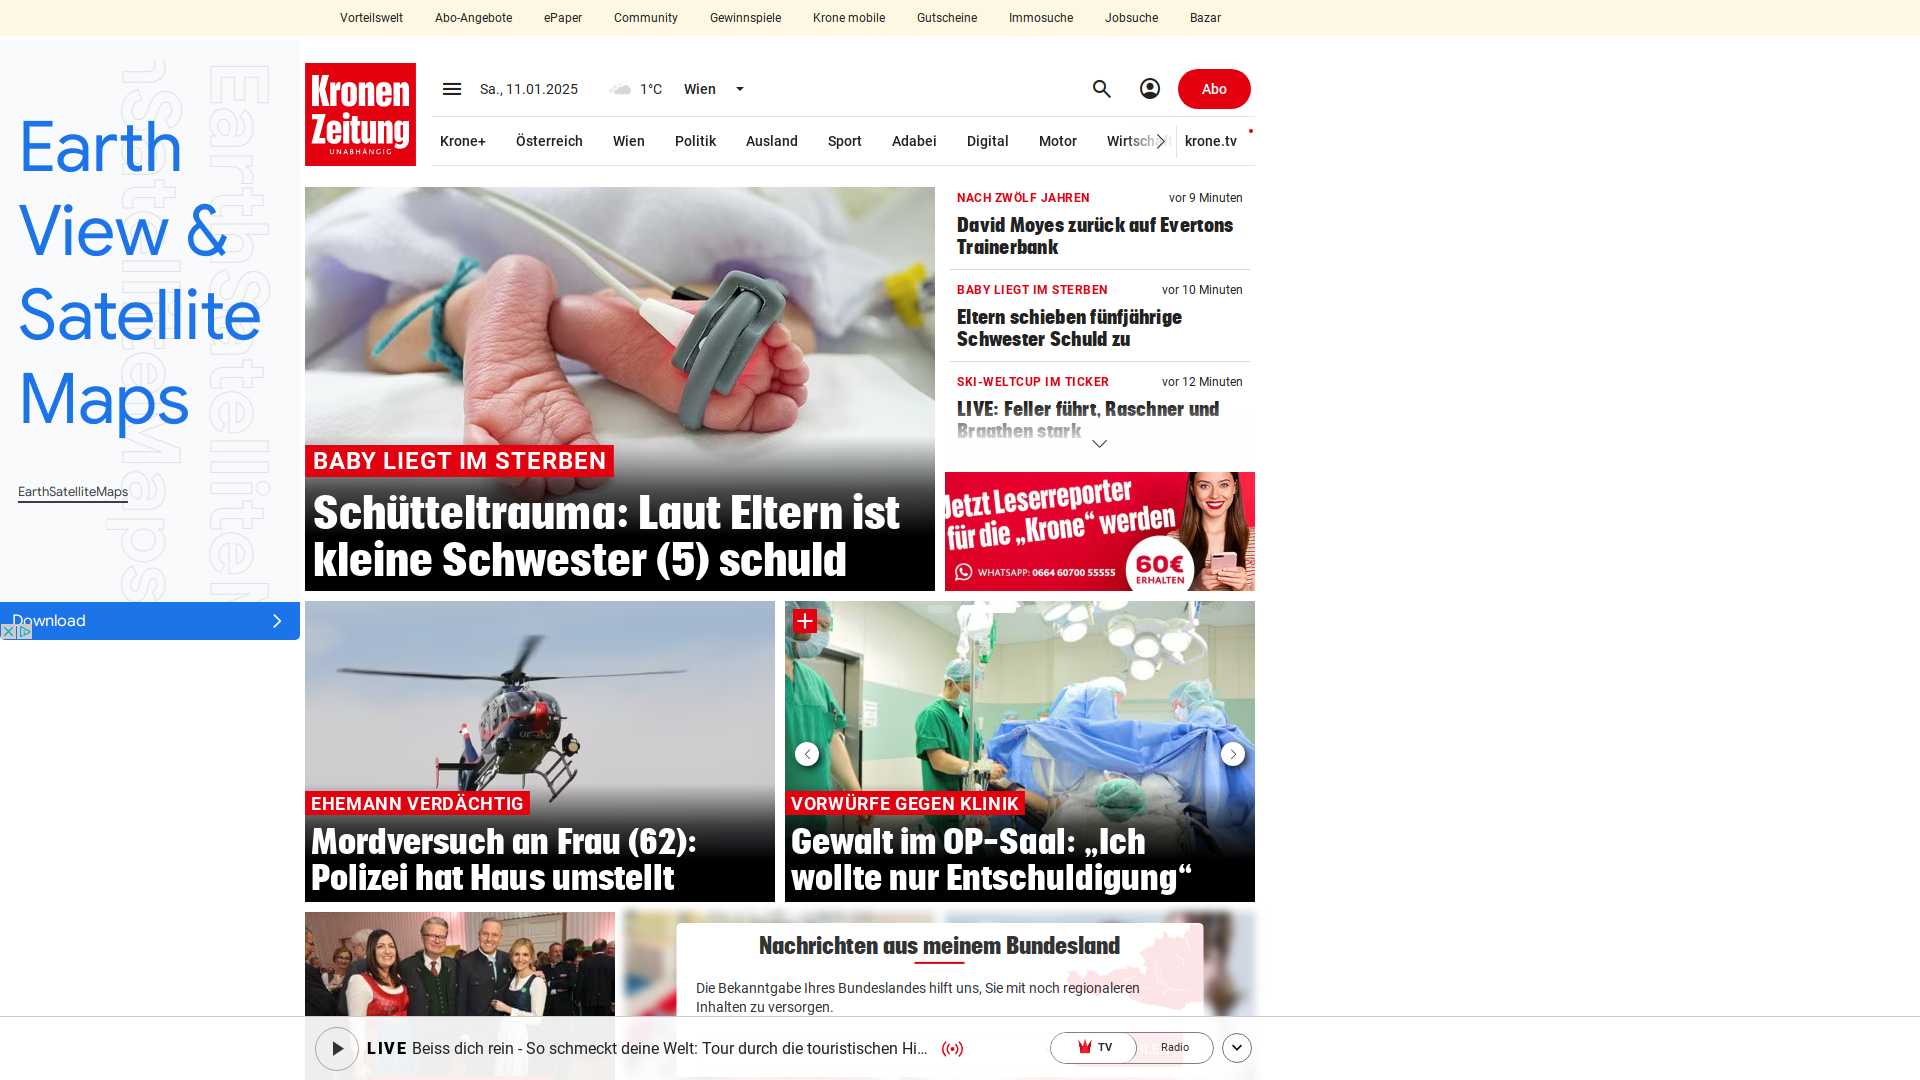 Vorteilswelt
Abo-Angebote
ePaper
Community
Gewinnspiele
Krone mobile
Gutscheine
Immosuche
Jobsuche
Bazar
Earth
View &
Satellite
Maps
EarthSatelliteMaps
Download
Kronen
Zeitung
UNABHÄNGIG
Sa., 11.01.2025
1°C
Wien
Abo
Krone+
Österreich
Wien
Politik
Ausland
Sport
Adabei
Digital
Motor
krone.tv
BABY LIEGT IM STERBEN
Schütteltrauma: Laut Eltern ist
kleine Schwester (5) schuld
NACH ZWÖLF JAHREN
vor 9 Minuten
David Moyes zurück auf Evertons
Trainerbank
BABY LIEGT IM STERBEN
vor 10 Minuten
Eltern schieben fünfjährige
Schwester Schuld zu
SKI-WELTCUP IM TICKER
vor 12 Minuten
LIVE: Feller führt, Raschner und
Braathen stark
Jetzt Leserreporter
für die „Krone“ werden
WHATSAPP: 0664 60700 55555
60€
ERHALTEN
EHEMANN VERDÄCHTIG
Mordversuch an Frau (62):
Polizei hat Haus umstellt
VORWÜRFE GEGEN KLINIK
Gewalt im OP-Saal: „Ich
wollte nur Entschuldigung“
Nachrichten aus meinem Bundesland
Die Bekanntgabe Ihres Bundeslandes hilft uns, Sie mit noch regionaleren
Inhalten zu versorgen.
LIVE Beiss dich rein - So schmeckt deine Welt: Tour durch die touristischen Hi...
TV
Radio